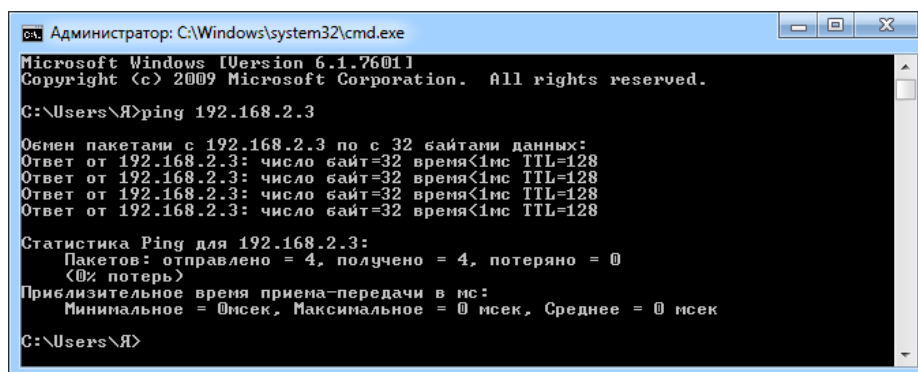 Администратор: C:\Windows\system32\cmd.exe
Microsoft Windows [Version 6.1.7601]
Copyright (c) 2009 Microsoft Corporation.  All rights reserved.
C:\Users\Я>ping 192.168.2.3
Обмен пакетами с 192.168.2.3 по с 32 байтами данных:
Ответ от 192.168.2.3: число байт=32 время<1мс TTL=128
Ответ от 192.168.2.3: число байт=32 время<1мс TTL=128
Ответ от 192.168.2.3: число байт=32 время<1мс TTL=128
Ответ от 192.168.2.3: число байт=32 время<1мс TTL=128
Статистика Ping для 192.168.2.3:
Пакетов: отправлено = 4, получено = 4, потеряно = 0
(0% потерь)
Приблизительное время приема-передачи в мс:
Минимальное = 0мсек, Максимальное = 0 мсек, Среднее = 0 мсек
C:\Users\Я>